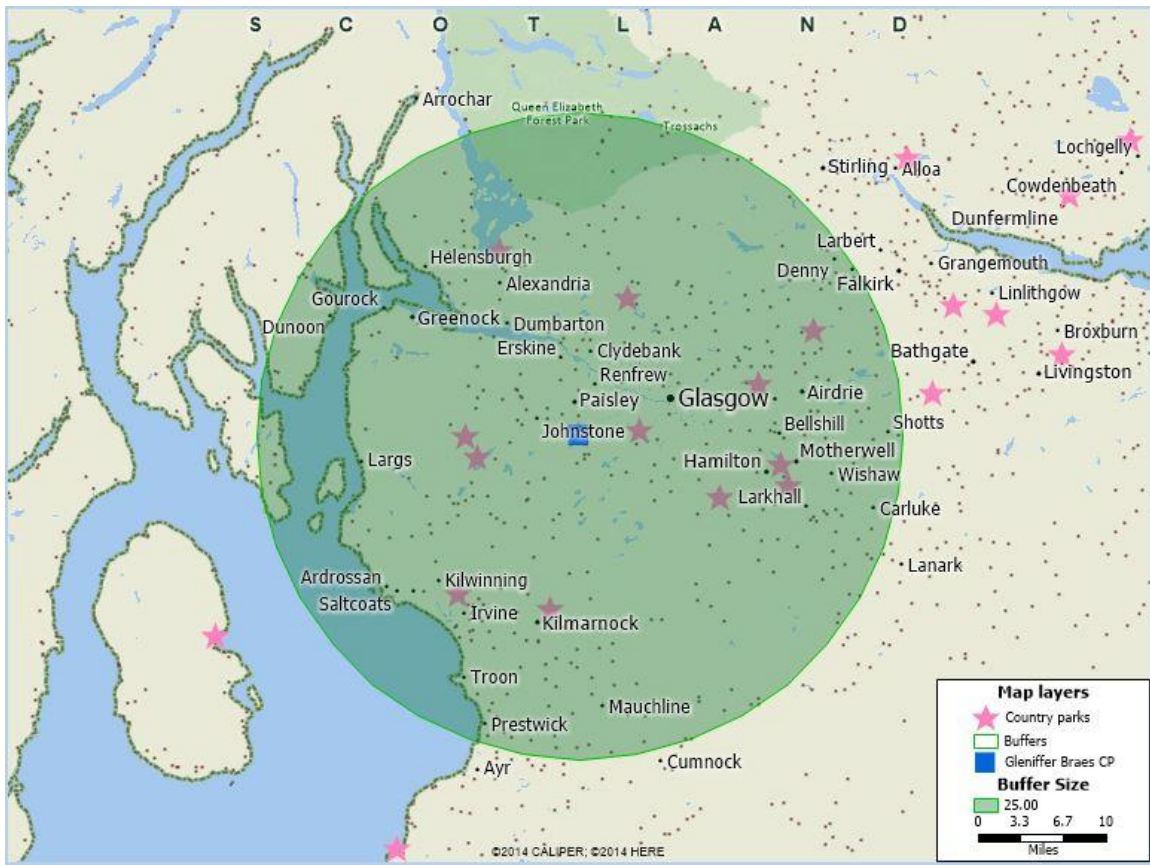 S C O T L A N D
Arrochar
Queen Elizabeth
Forest Park
Trossachs
Lochgelly
Stirling
Alloa
Cowdenbeath
Dunfermline
Larbert
Helensburgh
Denny
Grangemouth
Falkirk
Alexandria
Linlithgow
Gourock
Dunoon
Greenock
Dumbarton
Broxburn
Erskine
Clydebank
Bathgate
Renfrew
Livingston
Paisley
Glasgow
Airdrie
Johnstone
Bellshill
Shotts
Largs
Hamilton
Motherwell
Wishaw
Larkhall
Carluke
Lanark
Ardrossan
Kilwinning
Saltcoats
Irvine
Kilmarnock
Troon
Mauchline
Prestwick
Ayr
Cumnock
Map layers
Country parks
Buffers
Gleniffer Braes CP
Buffer Size
25.00
0 3.3 6.7 10
Miles
©2014 CALIPER; ©2014 HERE